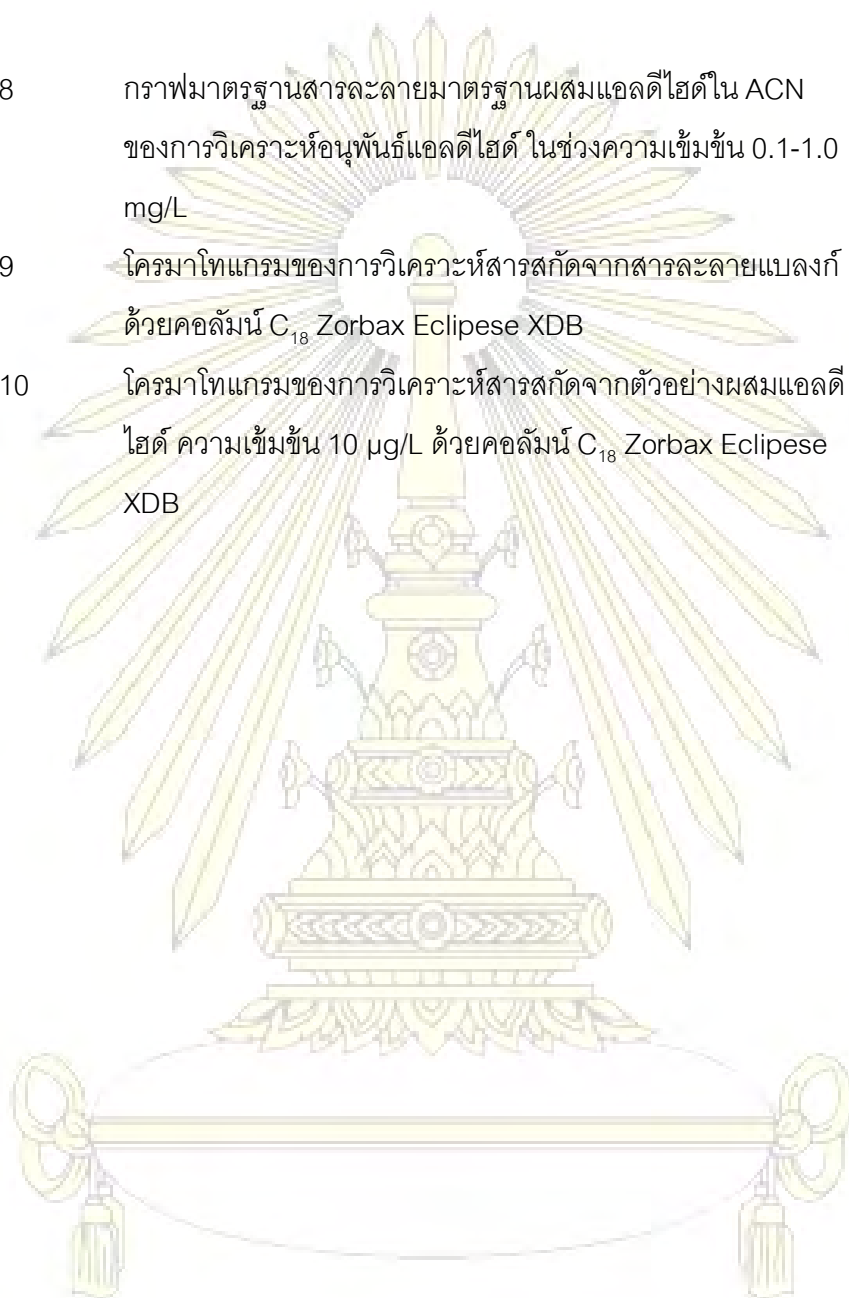 8 กราฟมาตรฐานสารละลายมาตรฐานผสมแอลดีไฮด์ใน ACN
ของการวิเคราะห์อนุพันธ์แอลดีไฮด์ ในช่วงความเข้มข้น 0.1-1.0
mg/L
9 โครมาโทแกรมของการวิเคราะห์สารสกัดจากสารละลายแบลงก์
ด้วยคอลัมน์ C₁₈ Zorbax Eclipese XDB
10 โครมาโทแกรมของการวิเคราะห์สารสกัดจากตัวอย่างผสมแอลดี
ไฮด์ ความเข้มข้น 10 µg/L ด้วยคอลัมน์ C₁₈ Zorbax Eclipese
XDB